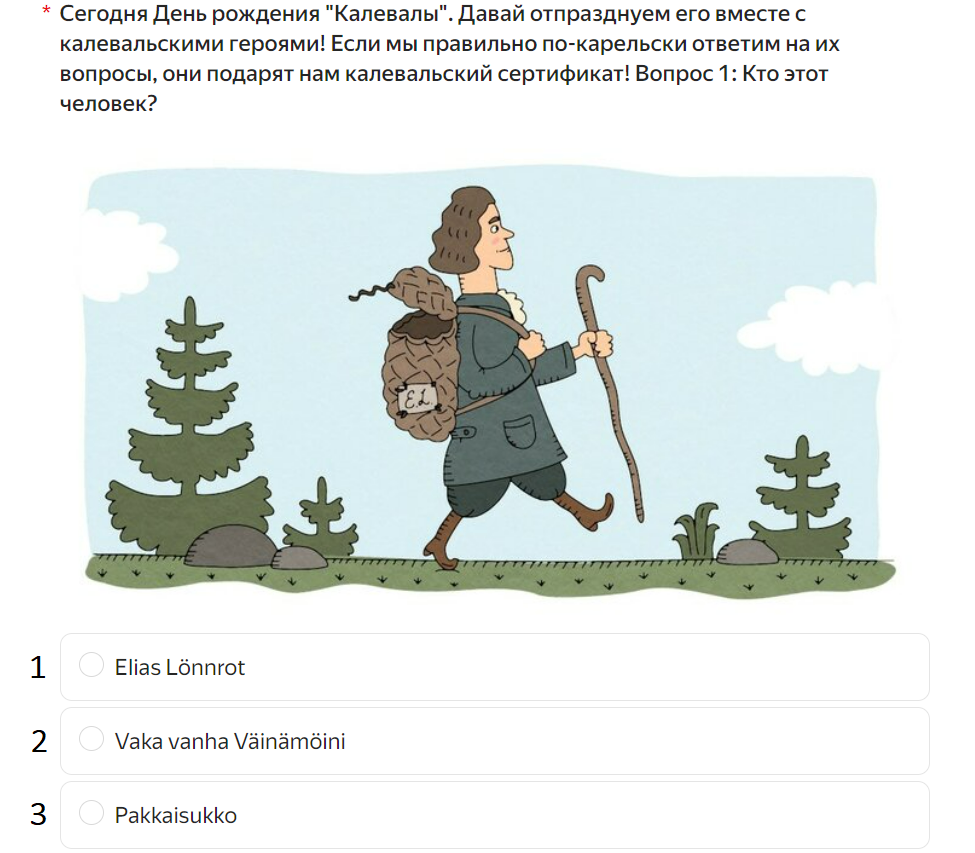 * Сегодня День рождения "Калевалы". Давай отпразднуем его вместе с
калевальскими героями! Если мы правильно по-карельски ответим на их
вопросы, они подарят нам калевальский сертификат! Вопрос 1: Кто этот
человек?
E.L.
1 Elias Lönnrot
2 Vaka vanha Väinämöini
3 Pakkaisukko